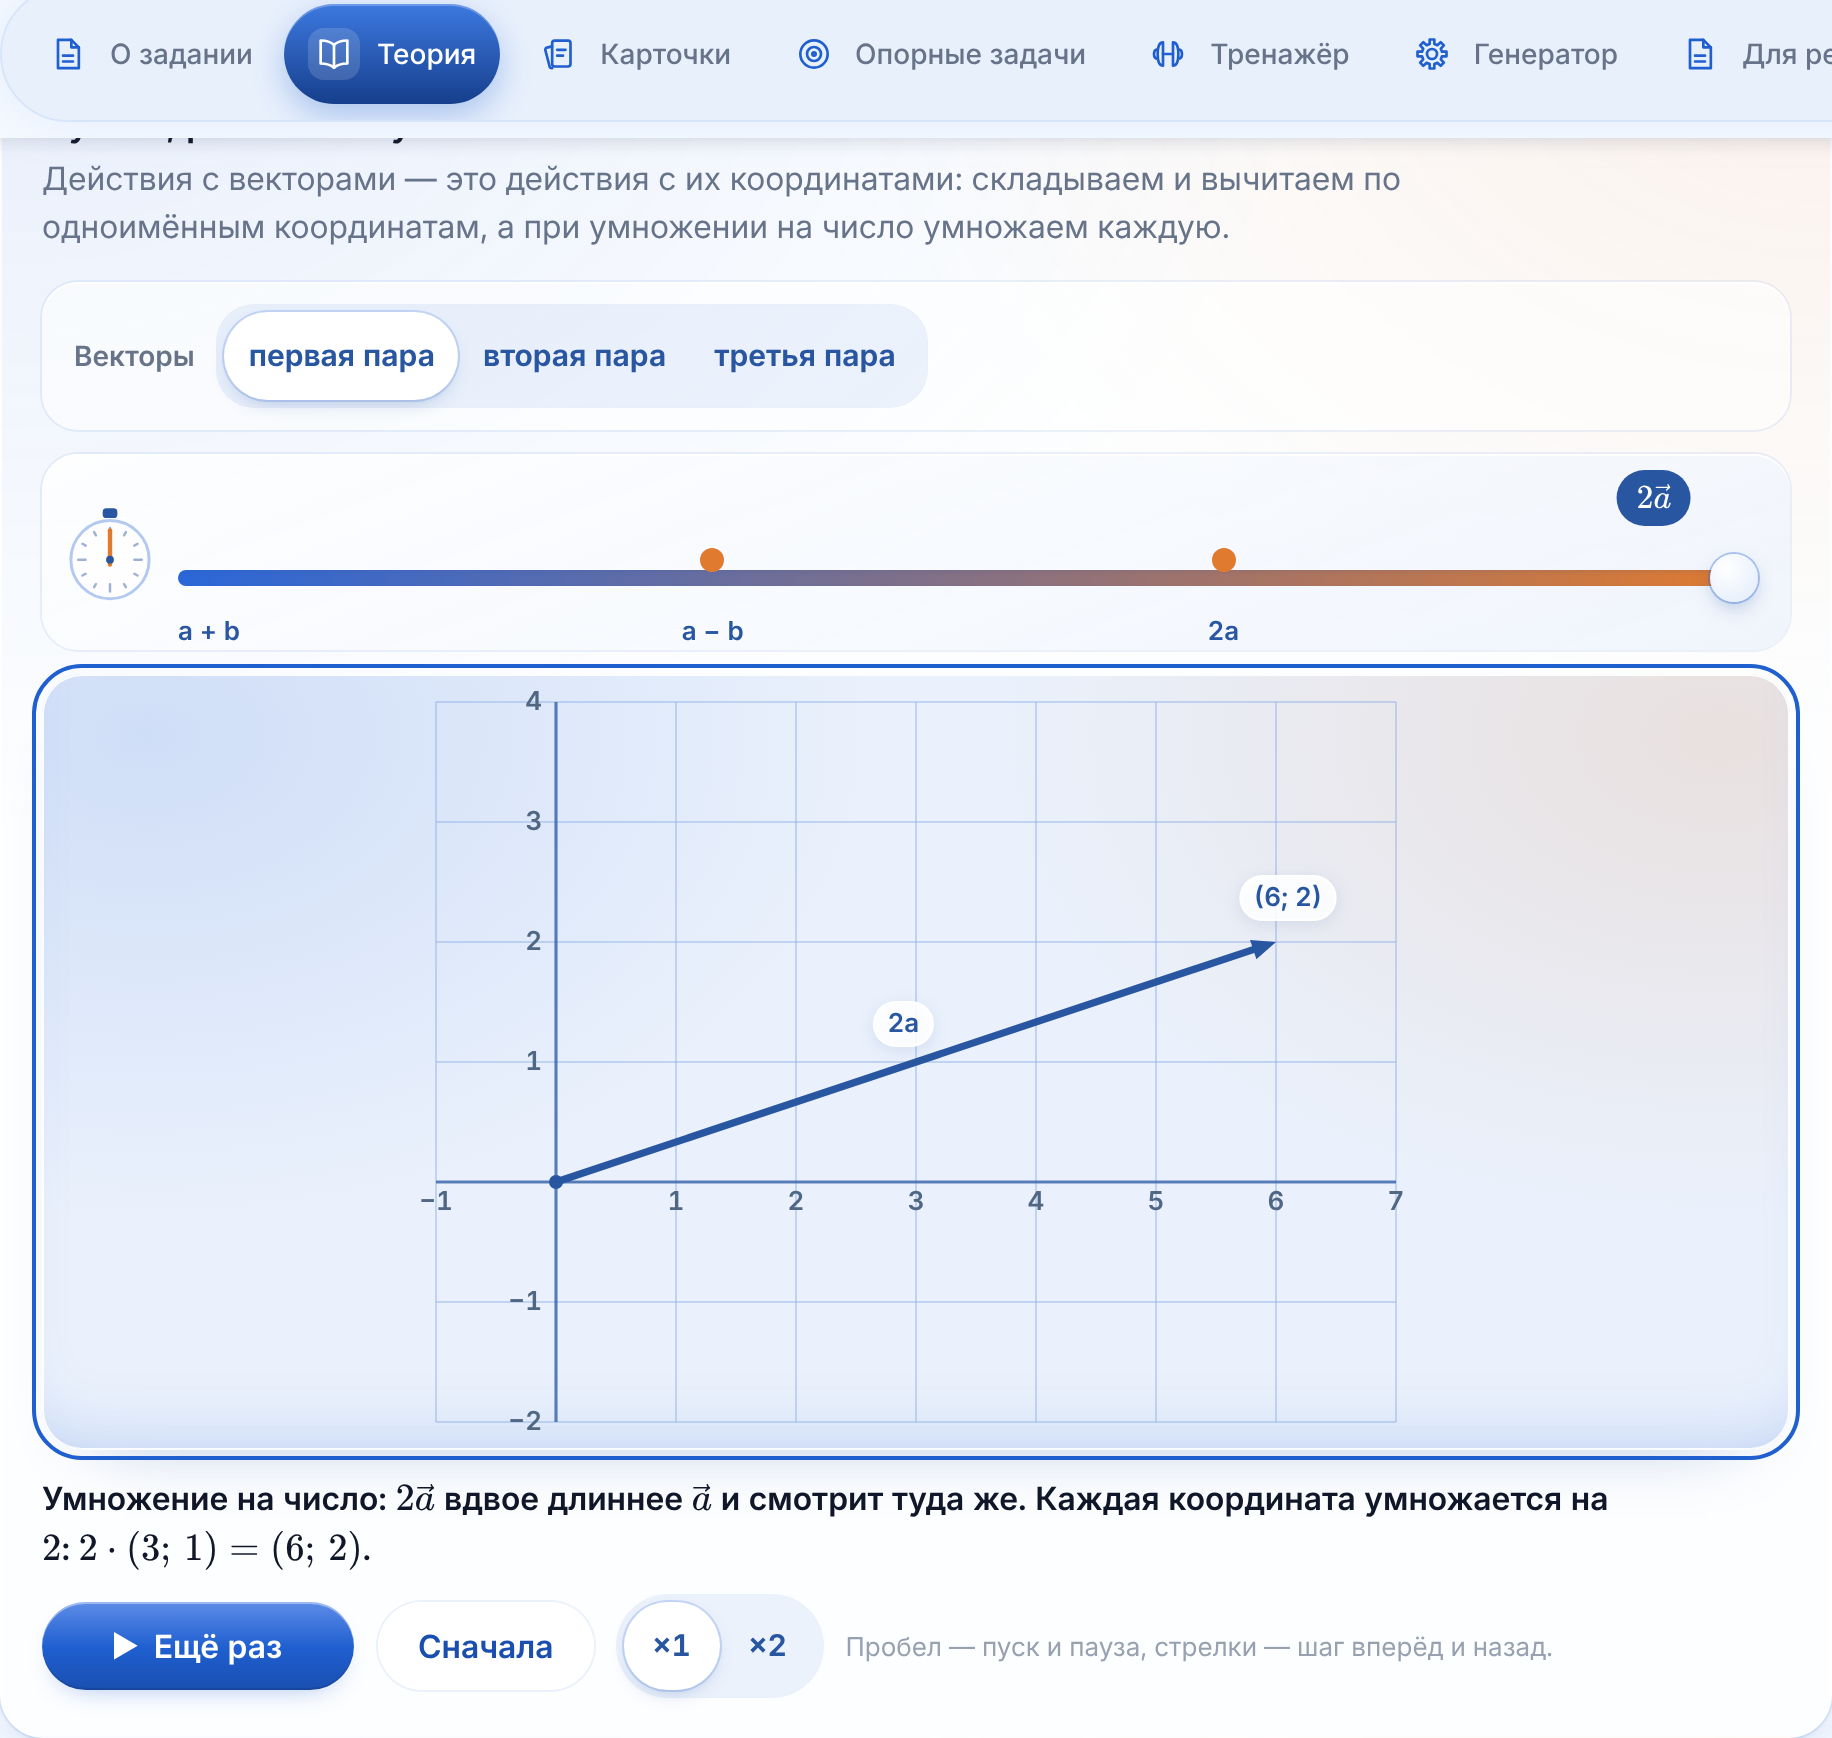 О задании
Теория
Карточки
Опорные задачи
Тренажёр
Генератор
Для ре
Действия с векторами — это действия с их координатами: складываем и вычитаем по
одноимённым координатам, а при умножении на число умножаем каждую.
Векторы
первая пара
вторая пара
третья пара
2a⃗
a + b
a − b
2a
4
3
2
1
−1
−2
−1
1
2
3
4
5
6
7
(6; 2)
2a
Умножение на число: 2a⃗ вдвое длиннее a⃗ и смотрит туда же. Каждая координата умножается на
2: 2 · (3; 1) = (6; 2).
Ещё раз
Сначала
×1
×2
Пробел — пуск и пауза, стрелки — шаг вперёд и назад.